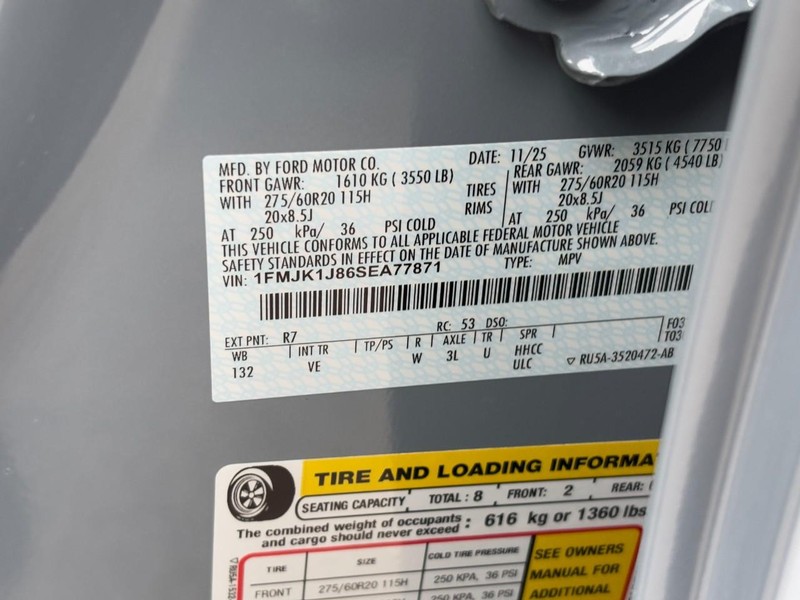 MFD. BY FORD MOTOR CO. DATE: 11/25 GVWR: 3515 KG ( 7750
FRONT GAWR: 1610 KG ( 3550 LB) REAR GAWR: 2059 KG ( 4540 LB)
WITH 275/60R20 115H TIRES WITH 275/60R20 115H
20x8.5J RIMS 20x8.5J
AT 250 kPa/ 36 PSI COLD AT 250 kPa/ 36 PSI COL
THIS VEHICLE CONFORMS TO ALL APPLICABLE FEDERAL MOTOR VEHICLE
SAFETY STANDARDS IN EFFECT ON THE DATE OF MANUFACTURE SHOWN ABOVE.
VIN: 1FMJK1J86SEA77871 TYPE: MPV
EXT PNT: R7 RC: 53 DSO: F03
WB INT TR TP/PS R AXLE TR SPR T03
132 VE W 3L U HHCC
ULC RU5A-3520472-AB
TIRE AND LOADING INFORMA
SEATING CAPACITY TOTAL : 8 FRONT: 2 REAR:
The combined weight of occupants and cargo should never exceed : 616 kg or 1360 lbs
TIRE SIZE COLD TIRE PRESSURE SEE OWNERS
FRONT 275/60R20 115H 250 KPA, 36 PSI MANUAL FOR
ADDITIONAL